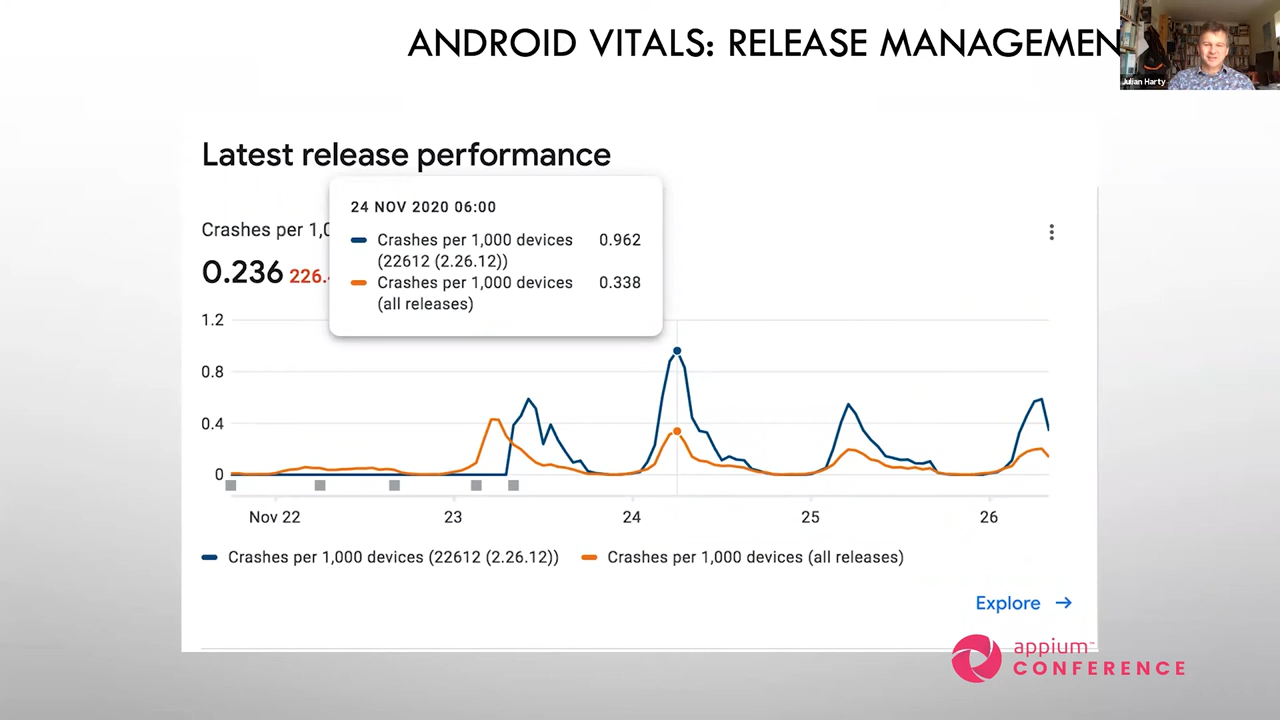 ANDROID VITALS: RELEASE MANAGEMEN
Julian Harty
Latest release performance
24 NOV 2020 06:00
Crashes per 1,000 devices 0.962
(22612 (2.26.12))
Crashes per 1,000 devices 0.338
(all releases)
Crashes per 1,0
0.236 226.
1.2
0.8
0.4
0
Nov 22 23 24 25 26
Crashes per 1,000 devices (22612 (2.26.12)) Crashes per 1,000 devices (all releases)
Explore →
appium™
CONFERENCE